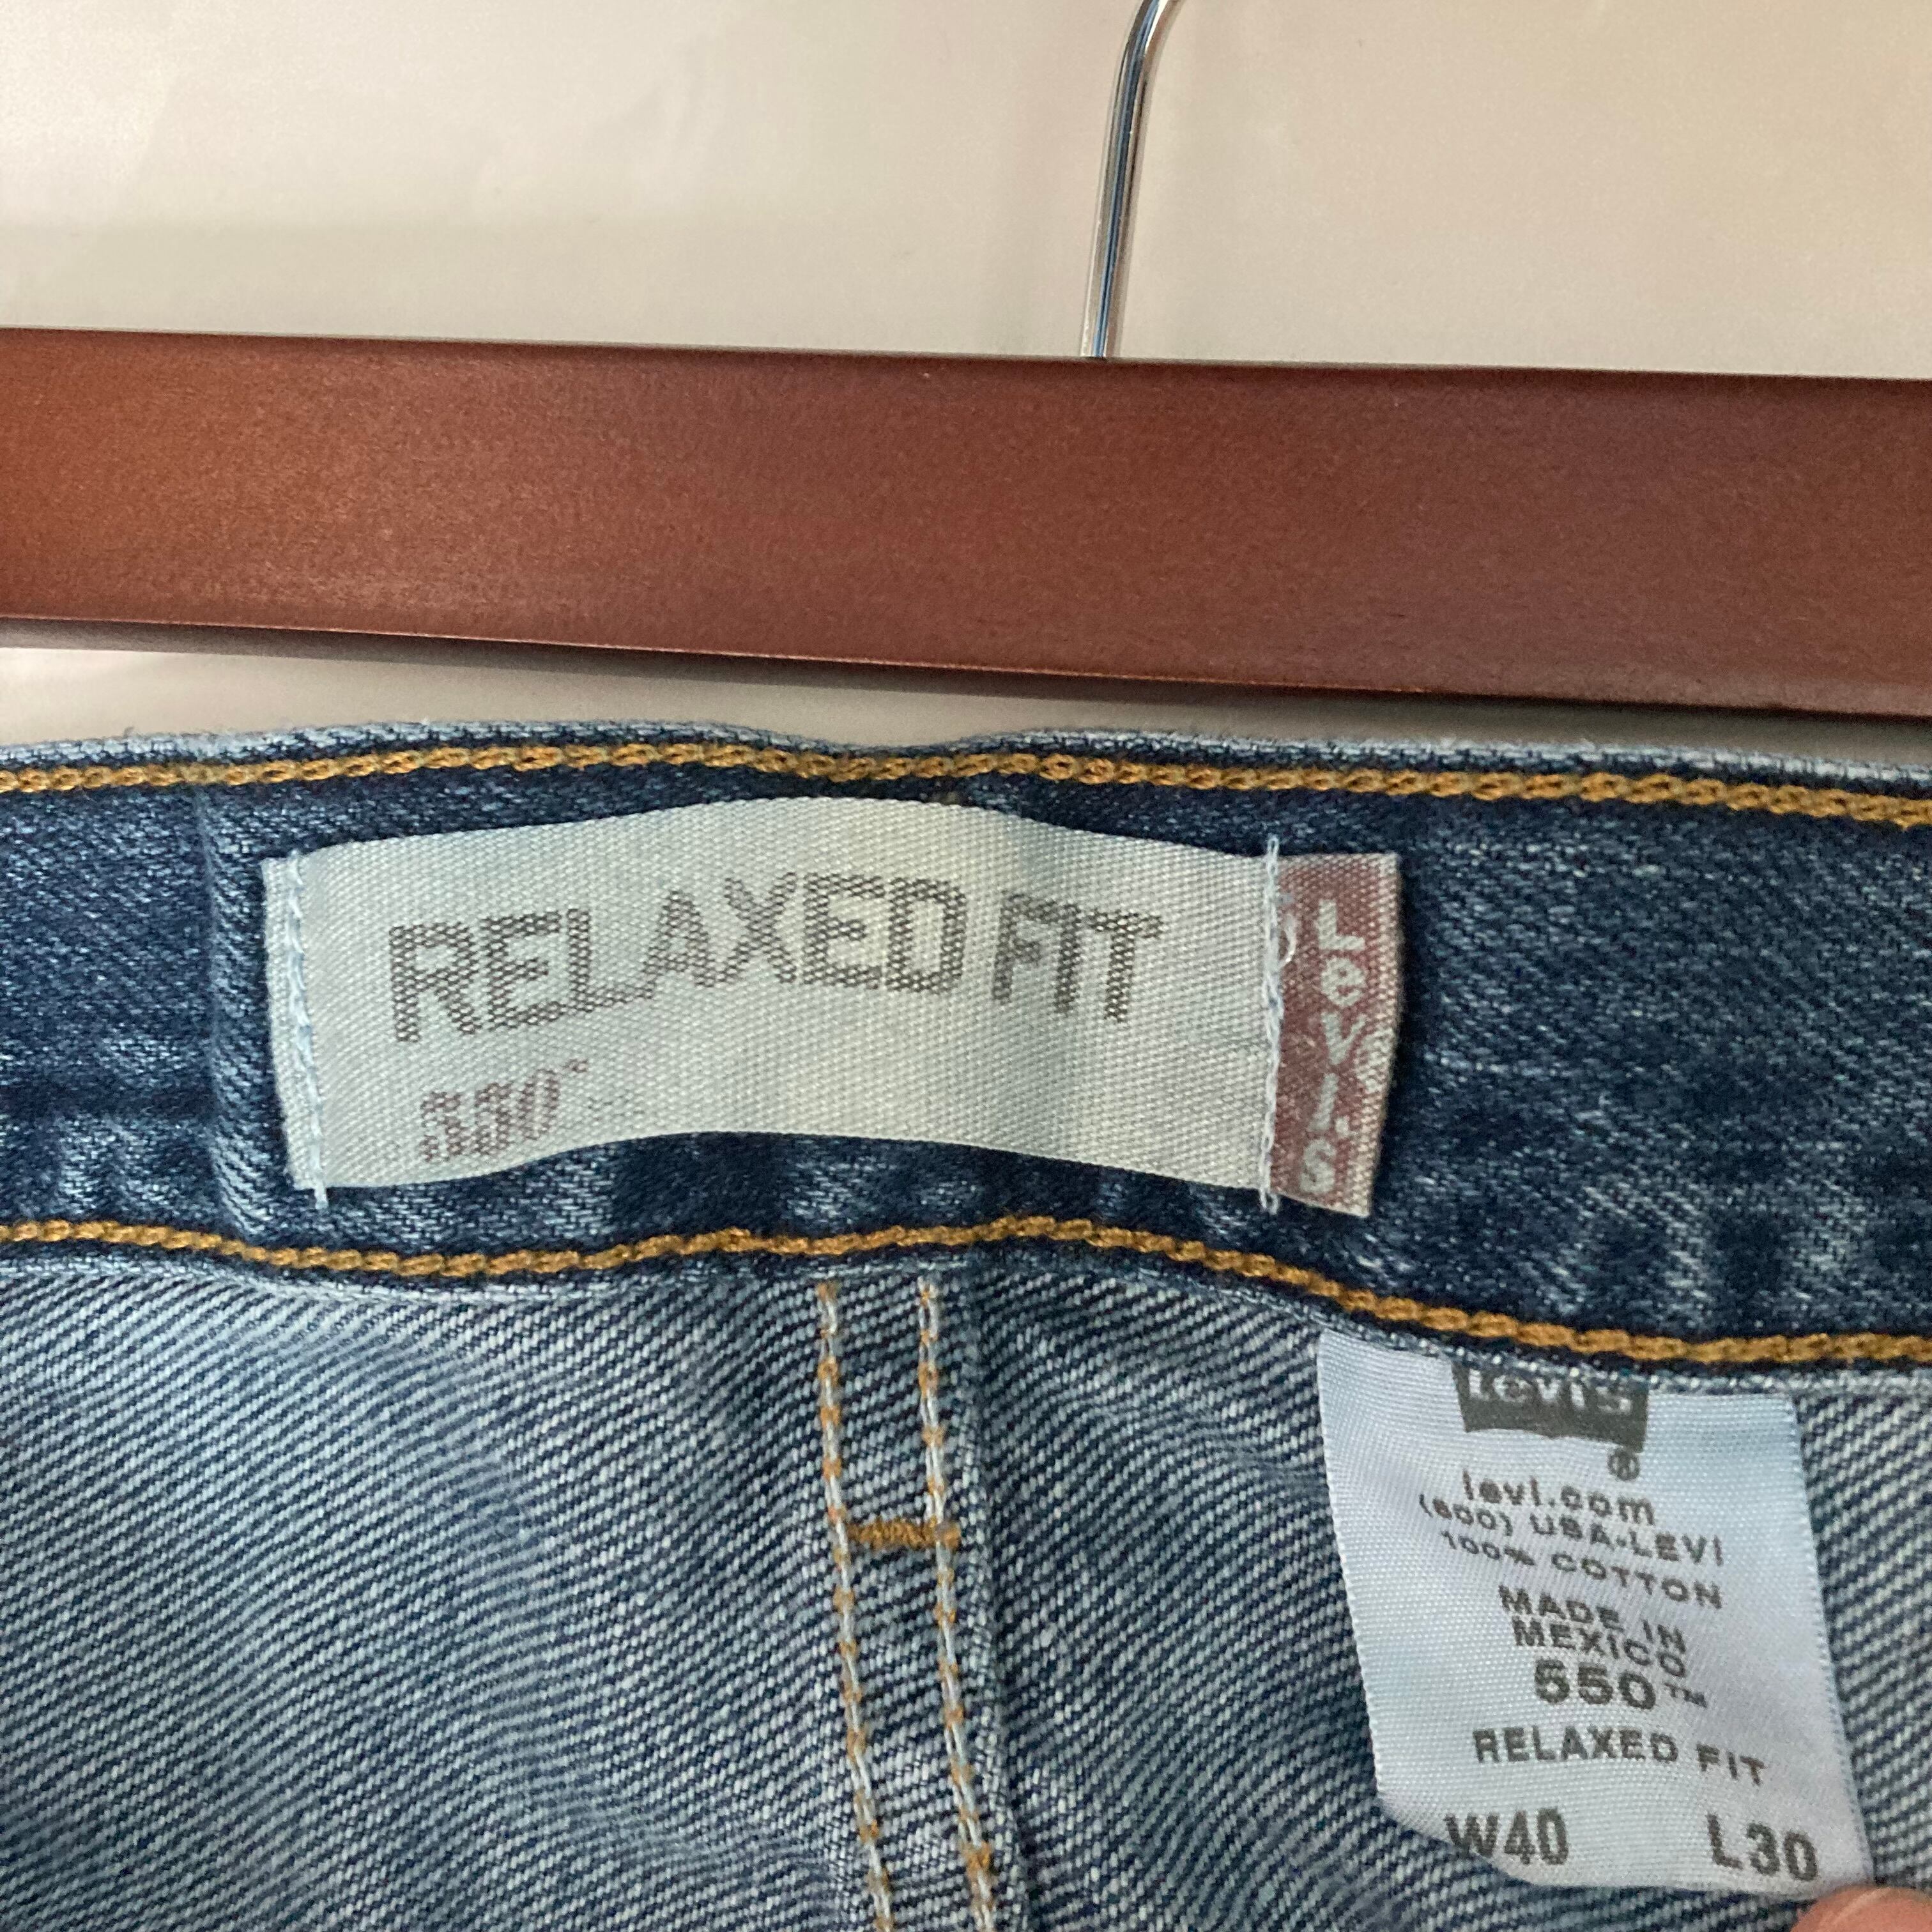 RELAXED FIT
550™
Levi's
Levi's
®
levi.com
(800) USA-LEVI
100% COTTON
MADE IN
MEXICO
550™
RELAXED FIT
W40 L30